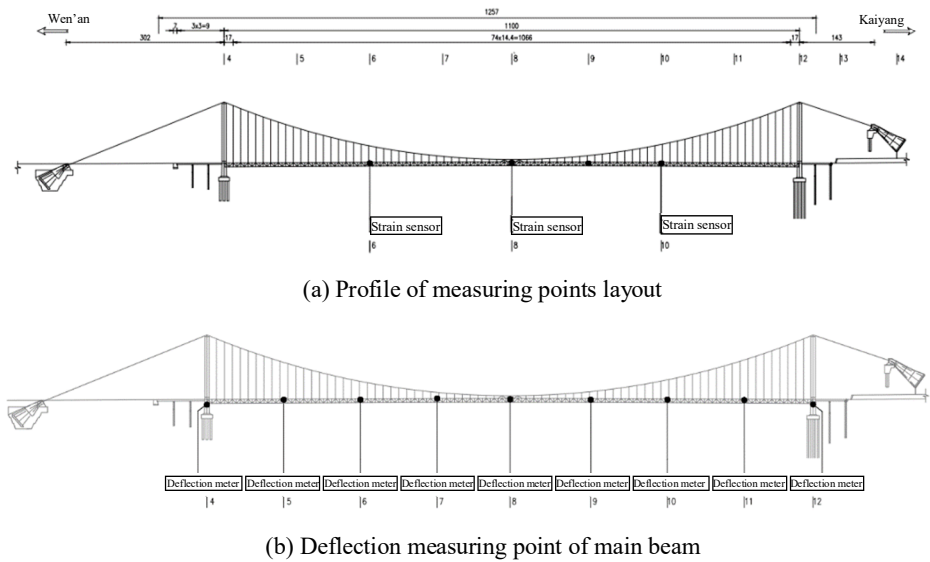 Wen'an
1257
Kaiyang
7 3x3=9 1100
302 17 74x14.4=1066 17 143
4 5 6 7 8 9 10 11 12 13 14
Strain sensor Strain sensor Strain sensor
6 8 10
(a) Profile of measuring points layout
Deflection meter Deflection meter Deflection meter Deflection meter Deflection meter Deflection meter Deflection meter Deflection meter Deflection meter
4 5 6 7 8 9 10 11 12
(b) Deflection measuring point of main beam